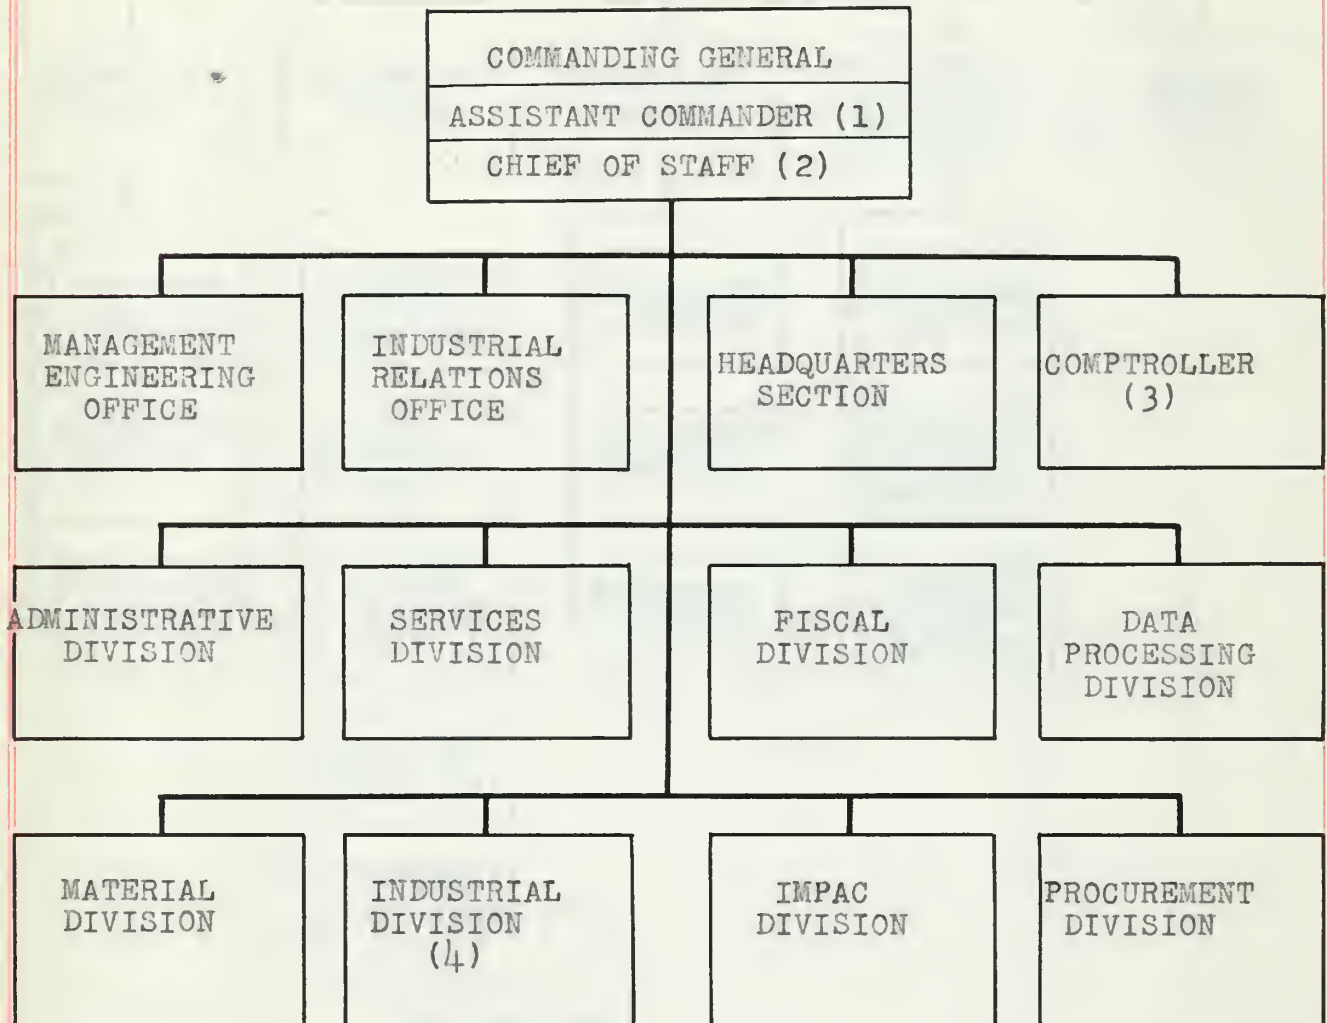 COMMANDING GENERAL
ASSISTANT COMMANDER (1)
CHIEF OF STAFF (2)
MANAGEMENT
ENGINEERING
OFFICE
INDUSTRIAL
RELATIONS
OFFICE
HEADQUARTERS
SECTION
COMPTROLLER
(3)
ADMINISTRATIVE
DIVISION
SERVICES
DIVISION
FISCAL
DIVISION
DATA
PROCESSING
DIVISION
MATERIAL
DIVISION
INDUSTRIAL
DIVISION
(4)
IMPAC
DIVISION
PROCUREMENT
DIVISION